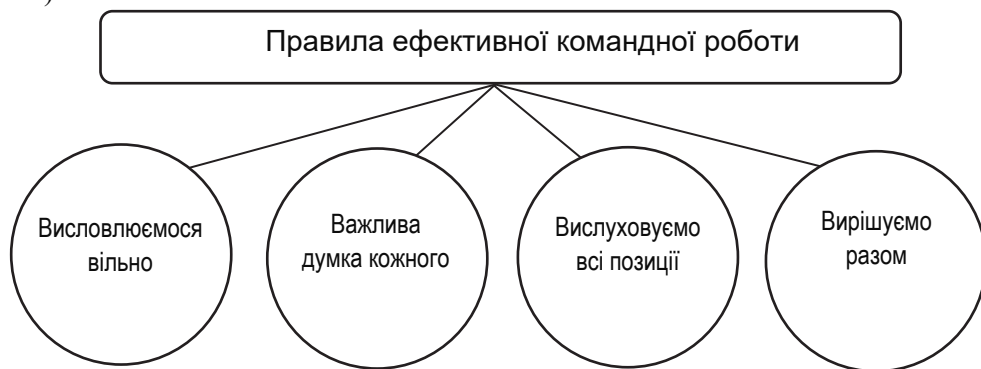 )
Правила ефективної командної роботи
Висловлюємося
вільно
Важлива
думка кожного
Вислуховуємо
всі позиції
Вирішуємо
разом